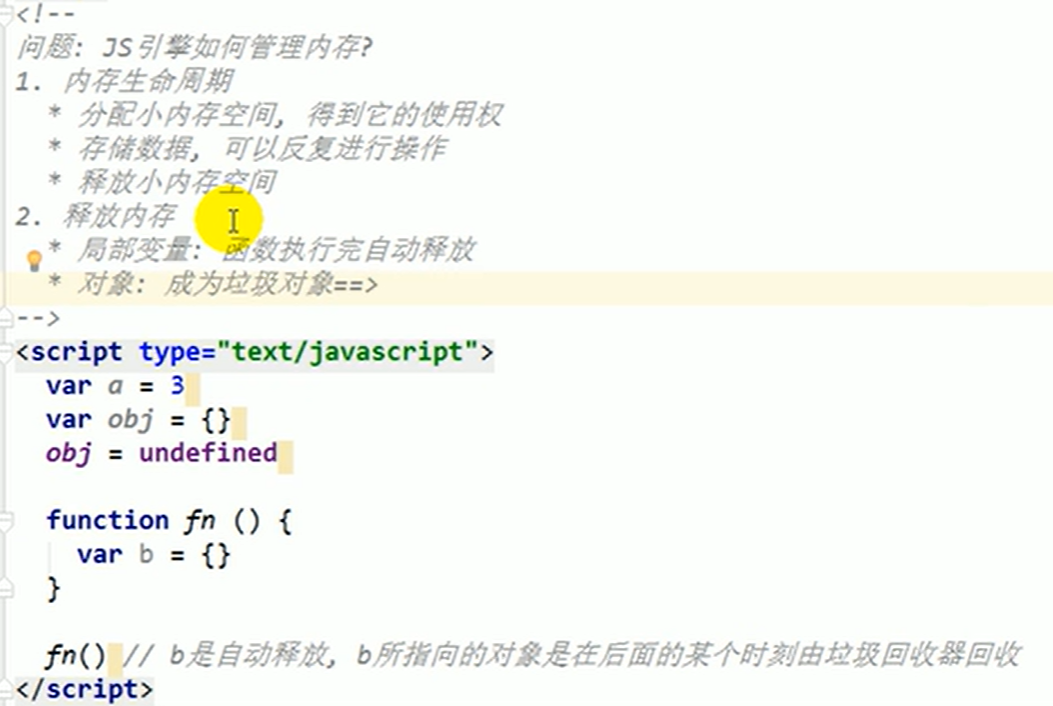 <!--
问题: JS引擎如何管理内存?
1. 内存生命周期
* 分配小内存空间, 得到它的使用权
* 存储数据, 可以反复进行操作
* 释放小内存空间
2. 释放内存
* 局部变量: 函数执行完自动释放
* 对象: 成为垃圾对象==>
-->
<script type="text/javascript">
var a = 3
var obj = {}
obj = undefined
function fn () {
var b = {}
}
fn() // b是自动释放, b所指向的对象是在后面的某个时刻由垃圾回收器回收
</script>